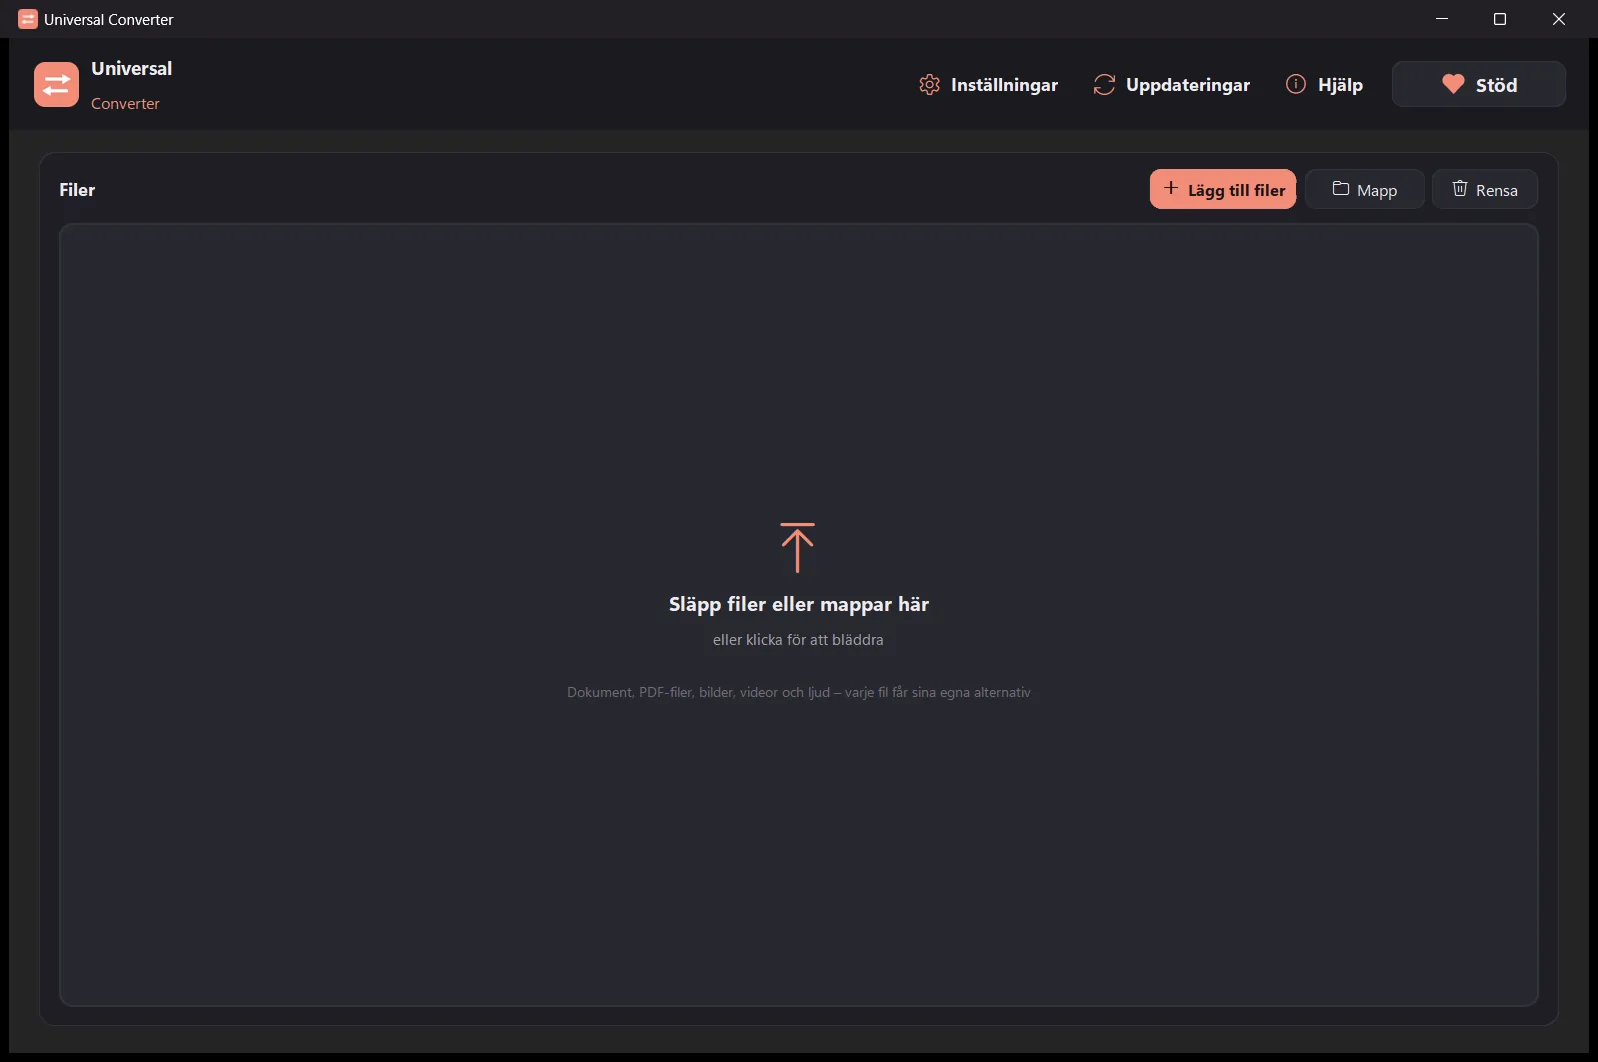 Universal Converter
Universal
Converter
Inställningar
Uppdateringar
Hjälp
Stöd
Filer
Lägg till filer
Mapp
Rensa
Släpp filer eller mappar här
eller klicka för att bläddra
Dokument, PDF-filer, bilder, videor och ljud – varje fil får sina egna alternativ